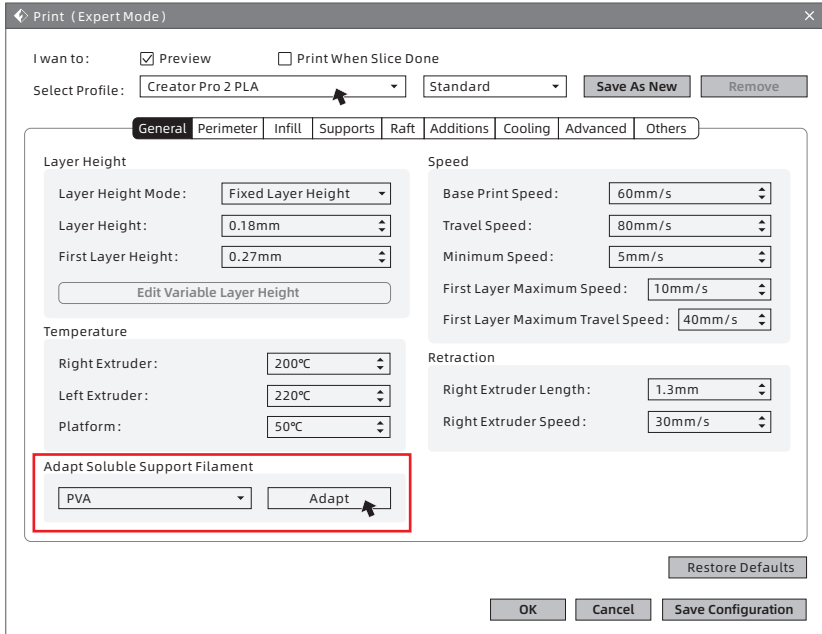 Print (Expert Mode)
I wan to:
Preview
Print When Slice Done
Select Profile:
Creator Pro 2 PLA
Standard
Save As New
Remove
General
Perimeter
Infill
Supports
Raft
Additions
Cooling
Advanced
Others
Layer Height
Layer Height Mode:
Fixed Layer Height
Layer Height:
0.18mm
First Layer Height:
0.27mm
Edit Variable Layer Height
Temperature
Right Extruder:
200℃
Left Extruder:
220℃
Platform:
50℃
Adapt Soluble Support Filament
PVA
Adapt
Speed
Base Print Speed:
60mm/s
Travel Speed:
80mm/s
Minimum Speed:
5mm/s
First Layer Maximum Speed:
10mm/s
First Layer Maximum Travel Speed:
40mm/s
Retraction
Right Extruder Length:
1.3mm
Right Extruder Speed:
30mm/s
Restore Defaults
OK
Cancel
Save Configuration